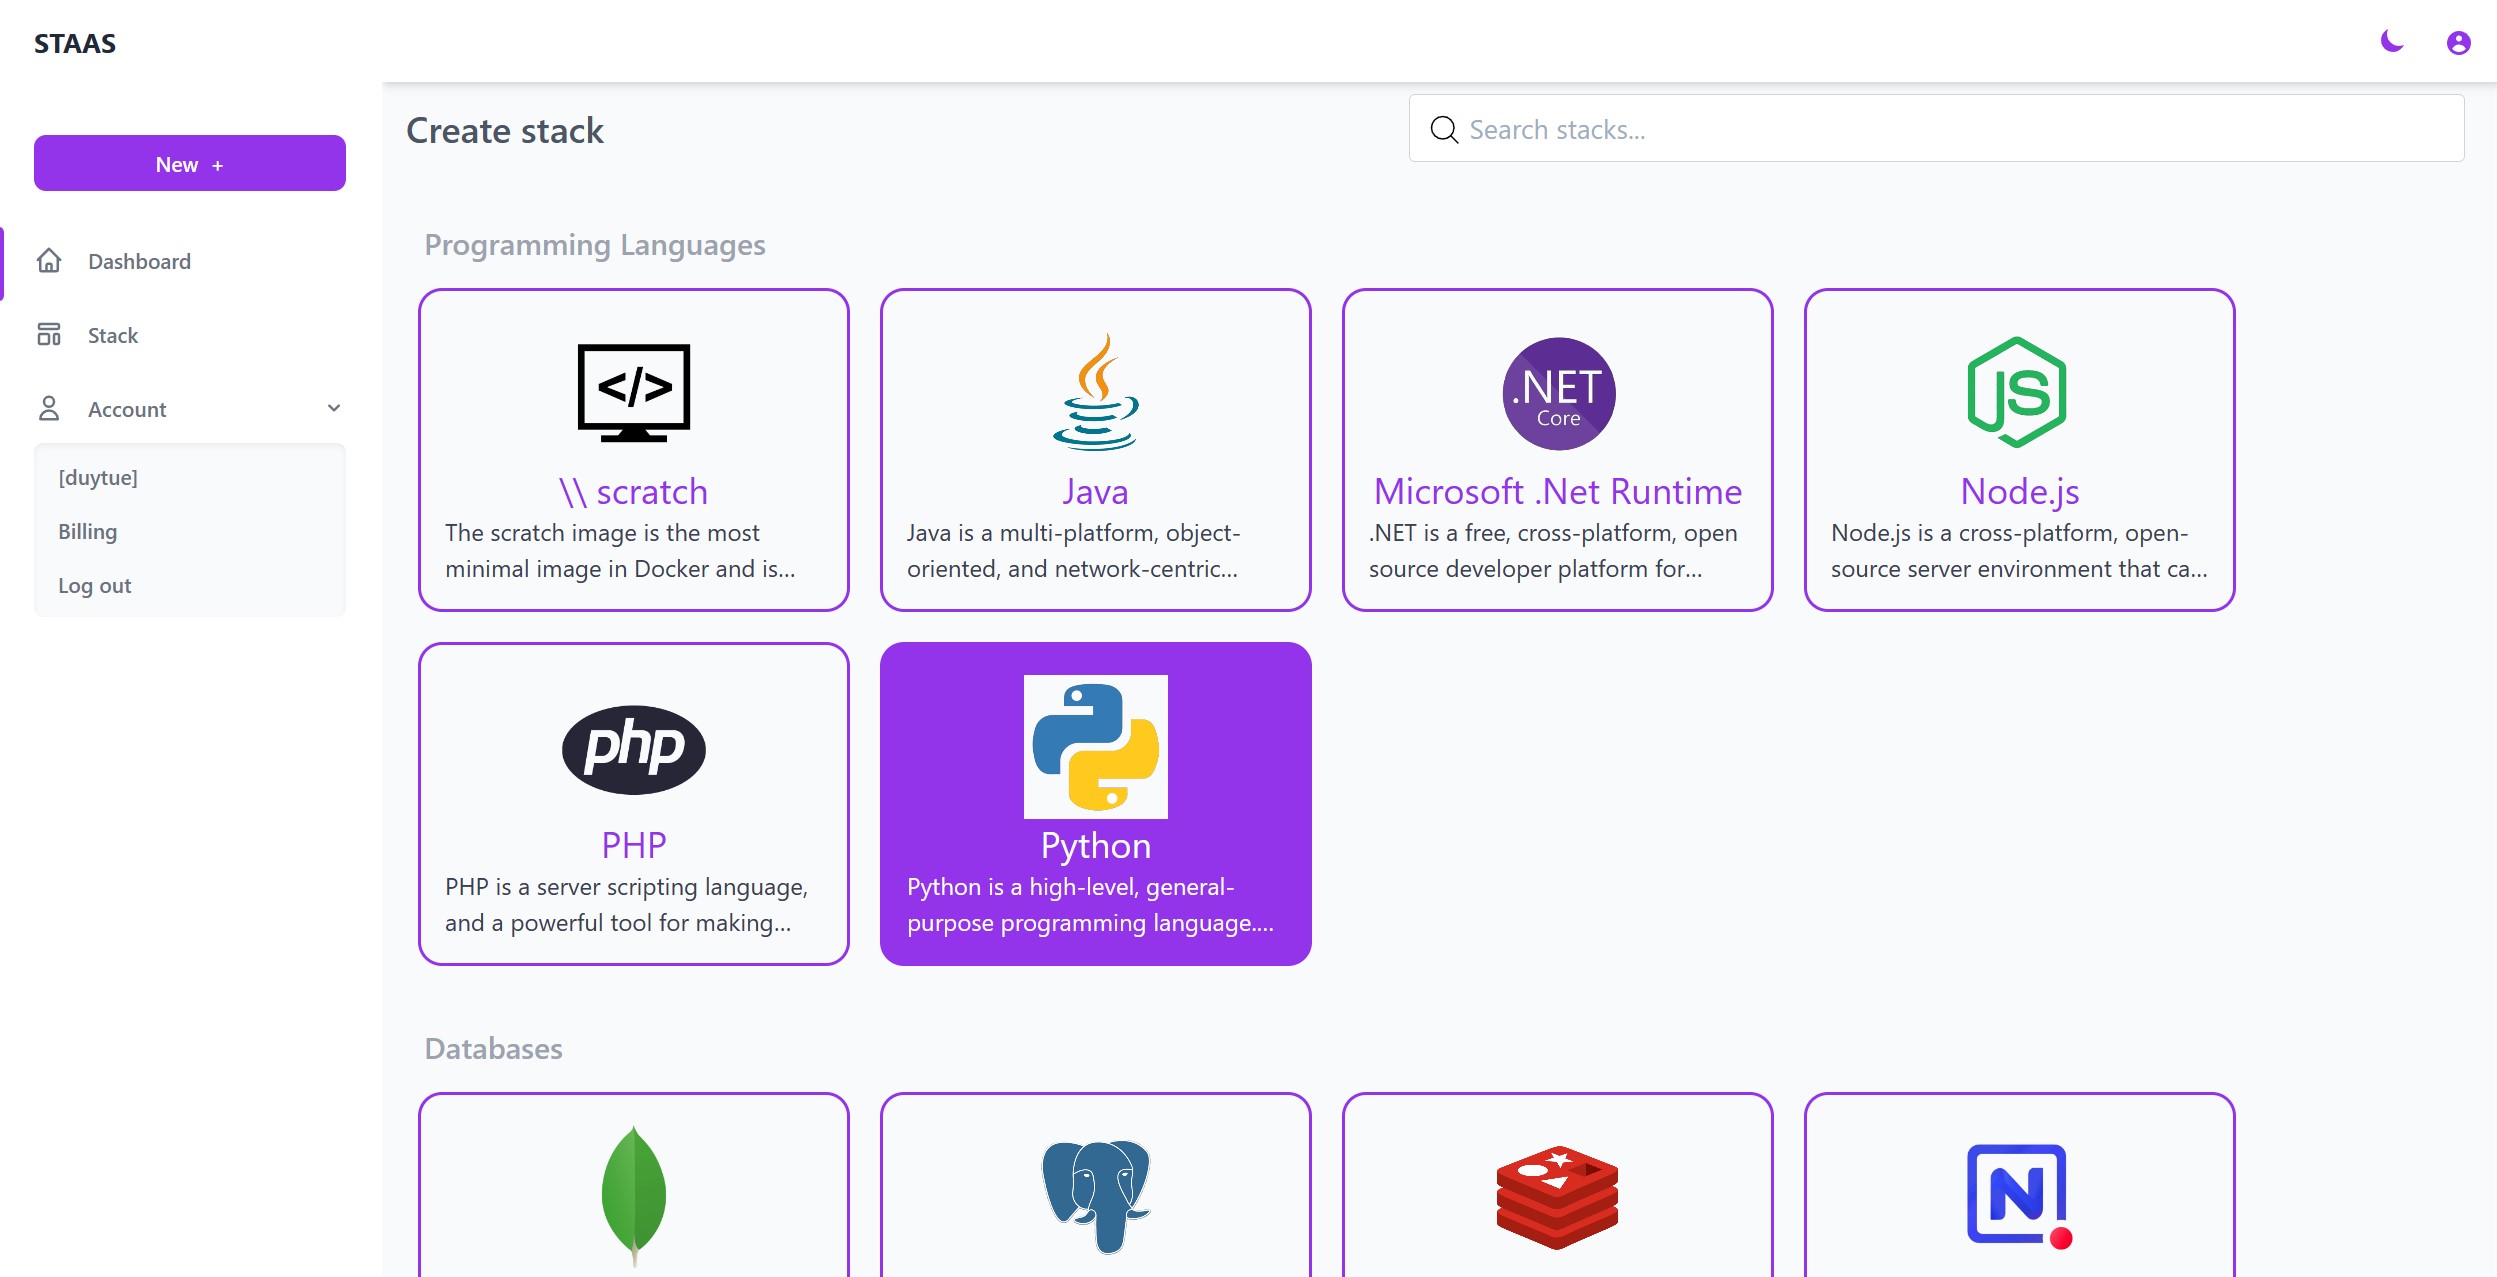 STAAS
New +
Dashboard
Stack
Account
[duytue]
Billing
Log out
Create stack
Search stacks...
Programming Languages
</>
\\ scratch
The scratch image is the most
minimal image in Docker and is...
Java
Java is a multi-platform, object-
oriented, and network-centric...
.NET
Core
Microsoft .Net Runtime
.NET is a free, cross-platform, open
source developer platform for...
JS
Node.js
Node.js is a cross-platform, open-
source server environment that ca...
php
PHP
PHP is a server scripting language,
and a powerful tool for making...
Python
Python is a high-level, general-
purpose programming language....
Databases
N